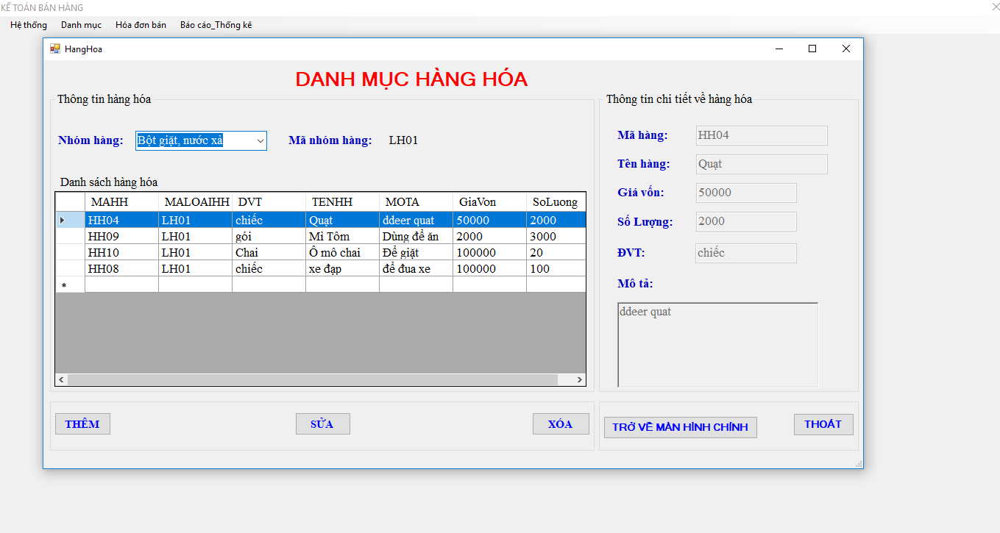 KẾ TOÁN BÁN HÀNG
Hệ thống Danh mục Hóa đơn bán Báo cáo_Thống kê
HangHoa
DANH MỤC HÀNG HÓA
Thông tin hàng hóa
Nhóm hàng: Bột giặt, nước xả Mã nhóm hàng: LH01
Danh sách hàng hóa
MAHH MALOAIHH DVT TENHH MOTA GiaVon SoLuong
HH04 LH01 chiếc Quạt ddeer quat 50000 2000
HH09 LH01 gói Mì Tôm Dùng để ăn 2000 3000
HH10 LH01 Chai Ô mô chai Để giặt 100000 20
HH08 LH01 chiếc xe đạp để đua xe 100000 100
Thông tin chi tiết về hàng hóa
Mã hàng: HH04
Tên hàng: Quạt
Giá vốn: 50000
Số Lượng: 2000
ĐVT: chiếc
Mô tả:
ddeer quat
THÊM SỬA XÓA
TRỞ VỀ MÀN HÌNH CHÍNH THOÁT